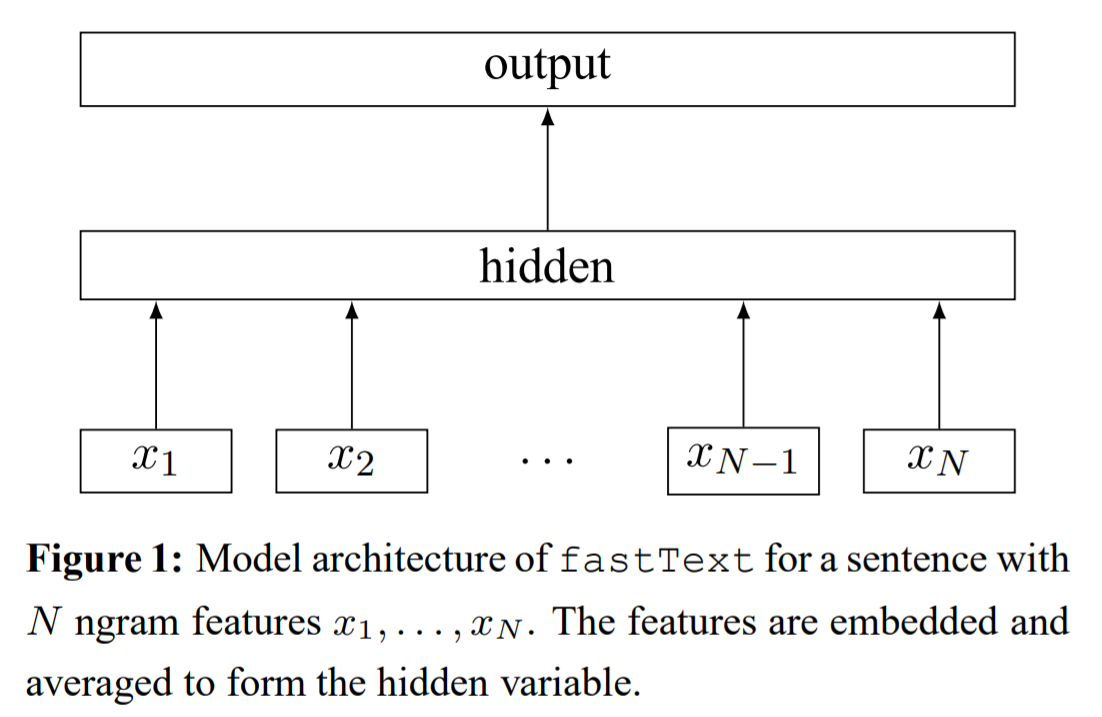 output
hidden
x1 x2 ... xN−1 xN
Figure 1: Model architecture of fastText for a sentence with
N ngram features x1, . . . , xN. The features are embedded and
averaged to form the hidden variable.